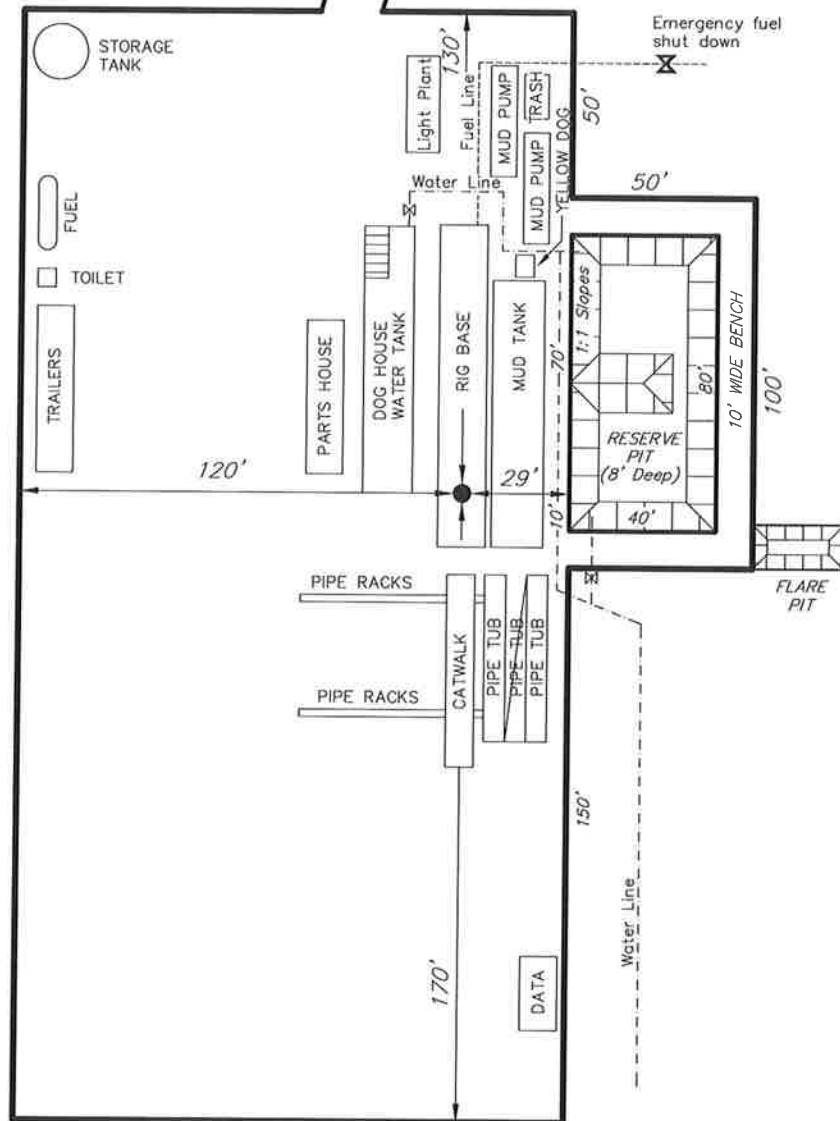 Emergency fuel
shut down
STORAGE
TANK
130'
Light Plant
Fuel Line
MUD PUMP
TRASH
50'
MUD PUMP
YELLOW DOG
Water Line
50'
FUEL
TOILET
TRAILERS
PARTS HOUSE
DOG HOUSE
WATER TANK
RIG BASE
MUD TANK
70'
1:1 Slopes
80'
10' WIDE BENCH
100'
RESERVE
PIT
(8' Deep)
120'
29'
10'
40'
FLARE
PIT
PIPE RACKS
CATWALK
PIPE TUB
PIPE TUB
PIPE TUB
PIPE RACKS
150'
Water Line
170'
DATA